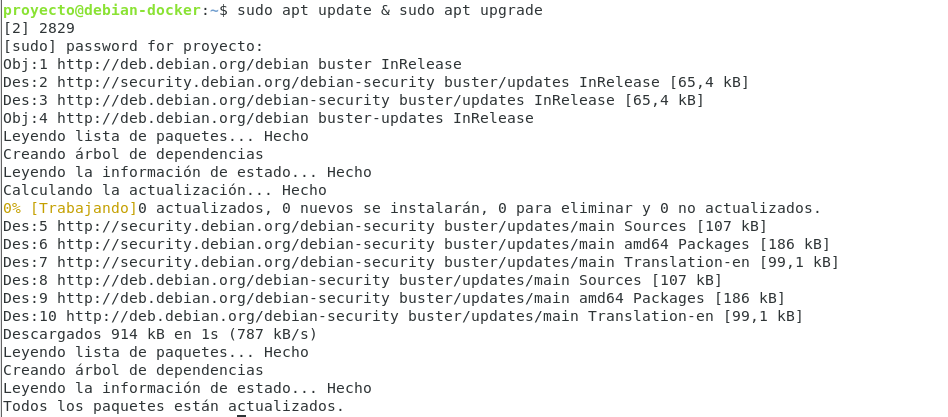 proyecto@debian-docker:~$ sudo apt update & sudo apt upgrade
[2] 2829
[sudo] password for proyecto:
Obj:1 http://deb.debian.org/debian buster InRelease
Des:2 http://security.debian.org/debian-security buster/updates InRelease [65,4 kB]
Des:3 http://deb.debian.org/debian-security buster/updates InRelease [65,4 kB]
Obj:4 http://deb.debian.org/debian buster-updates InRelease
Leyendo lista de paquetes... Hecho
Creando árbol de dependencias
Leyendo la información de estado... Hecho
Calculando la actualización... Hecho
0% [Trabajando]0 actualizados, 0 nuevos se instalarán, 0 para eliminar y 0 no actualizados.
Des:5 http://security.debian.org/debian-security buster/updates/main Sources [107 kB]
Des:6 http://security.debian.org/debian-security buster/updates/main amd64 Packages [186 kB]
Des:7 http://security.debian.org/debian-security buster/updates/main Translation-en [99,1 kB]
Des:8 http://deb.debian.org/debian-security buster/updates/main Sources [107 kB]
Des:9 http://deb.debian.org/debian-security buster/updates/main amd64 Packages [186 kB]
Des:10 http://deb.debian.org/debian-security buster/updates/main Translation-en [99,1 kB]
Descargados 914 kB en 1s (787 kB/s)
Leyendo lista de paquetes... Hecho
Creando árbol de dependencias
Leyendo la información de estado... Hecho
Todos los paquetes están actualizados.